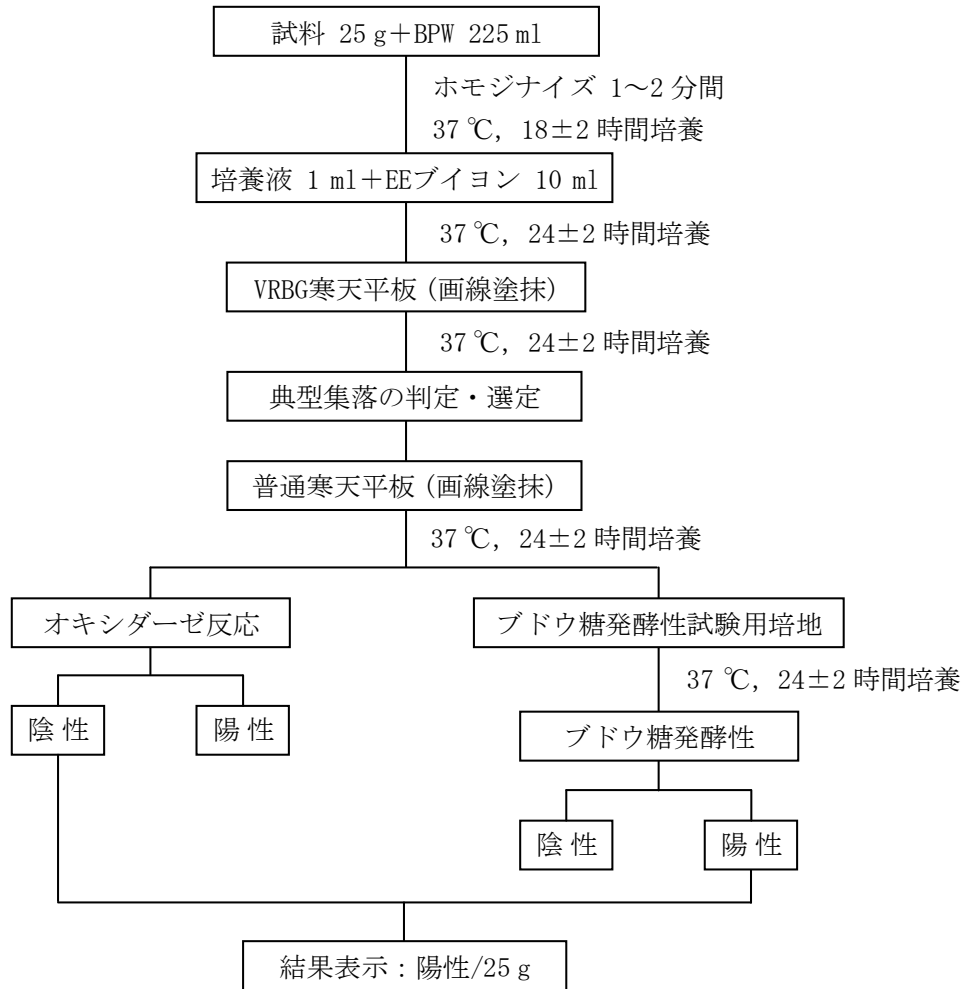 試料 25 g+BPW 225 ml
ホモジナイズ 1～2 分間
37 ℃, 18±2 時間培養
培養液 1 ml+EEブイヨン 10 ml
37 ℃, 24±2 時間培養
VRBG寒天平板(画線塗抹)
37 ℃, 24±2 時間培養
典型集落の判定・選定
普通寒天平板(画線塗抹)
37 ℃, 24±2 時間培養
オキシダーゼ反応
ブドウ糖発酵性試験用培地
37 ℃, 24±2 時間培養
陰 性
陽 性
ブドウ糖発酵性
陰 性
陽 性
結果表示：陽性/25 g